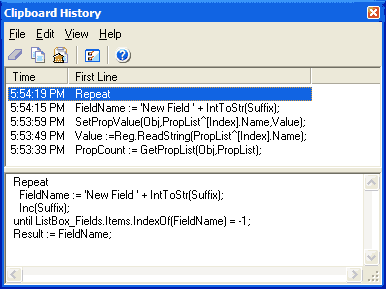 Clipboard History
File Edit View Help
Time First Line
5:54:19 PM Repeat
5:54:15 PM FieldName := 'New Field ' + IntToStr(Suffix);
5:53:59 PM SetPropValue(Obj,PropList^[Index].Name,Value);
5:53:49 PM Value :=Reg.ReadString(PropList^[Index].Name);
5:53:39 PM PropCount := GetPropList(Obj,PropList);
Repeat
FieldName := 'New Field ' + IntToStr(Suffix);
Inc(Suffix);
until ListBox_Fields.Items.IndexOf(FieldName) = -1;
Result := FieldName;